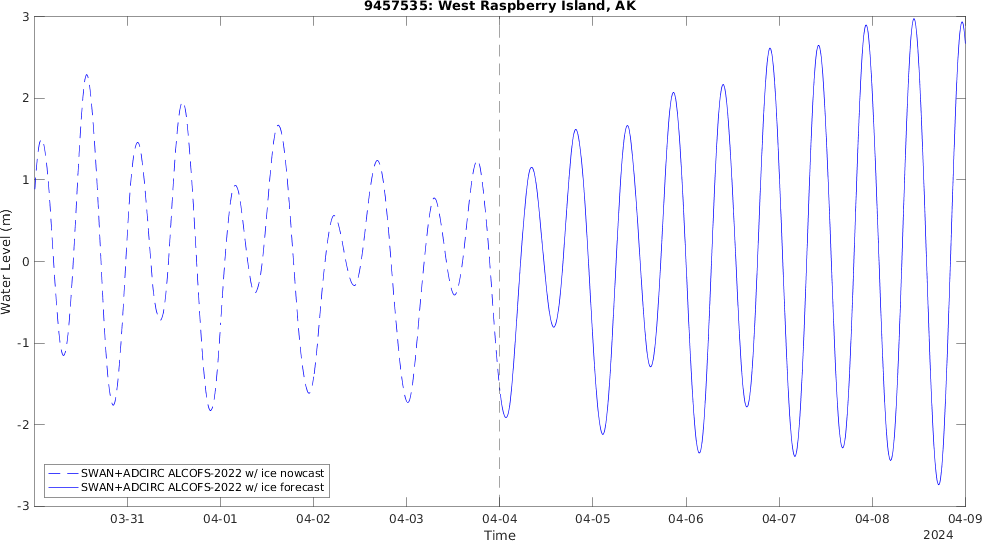 9457535: West Raspberry Island, AK
Water Level (m)
3
2
1
0
-1
-2
-3
SWAN+ADCIRC ALCOFS-2022 w/ ice nowcast
SWAN+ADCIRC ALCOFS-2022 w/ ice forecast
03-31 04-01 04-02 04-03 04-04 04-05 04-06 04-07 04-08 04-09
Time
2024